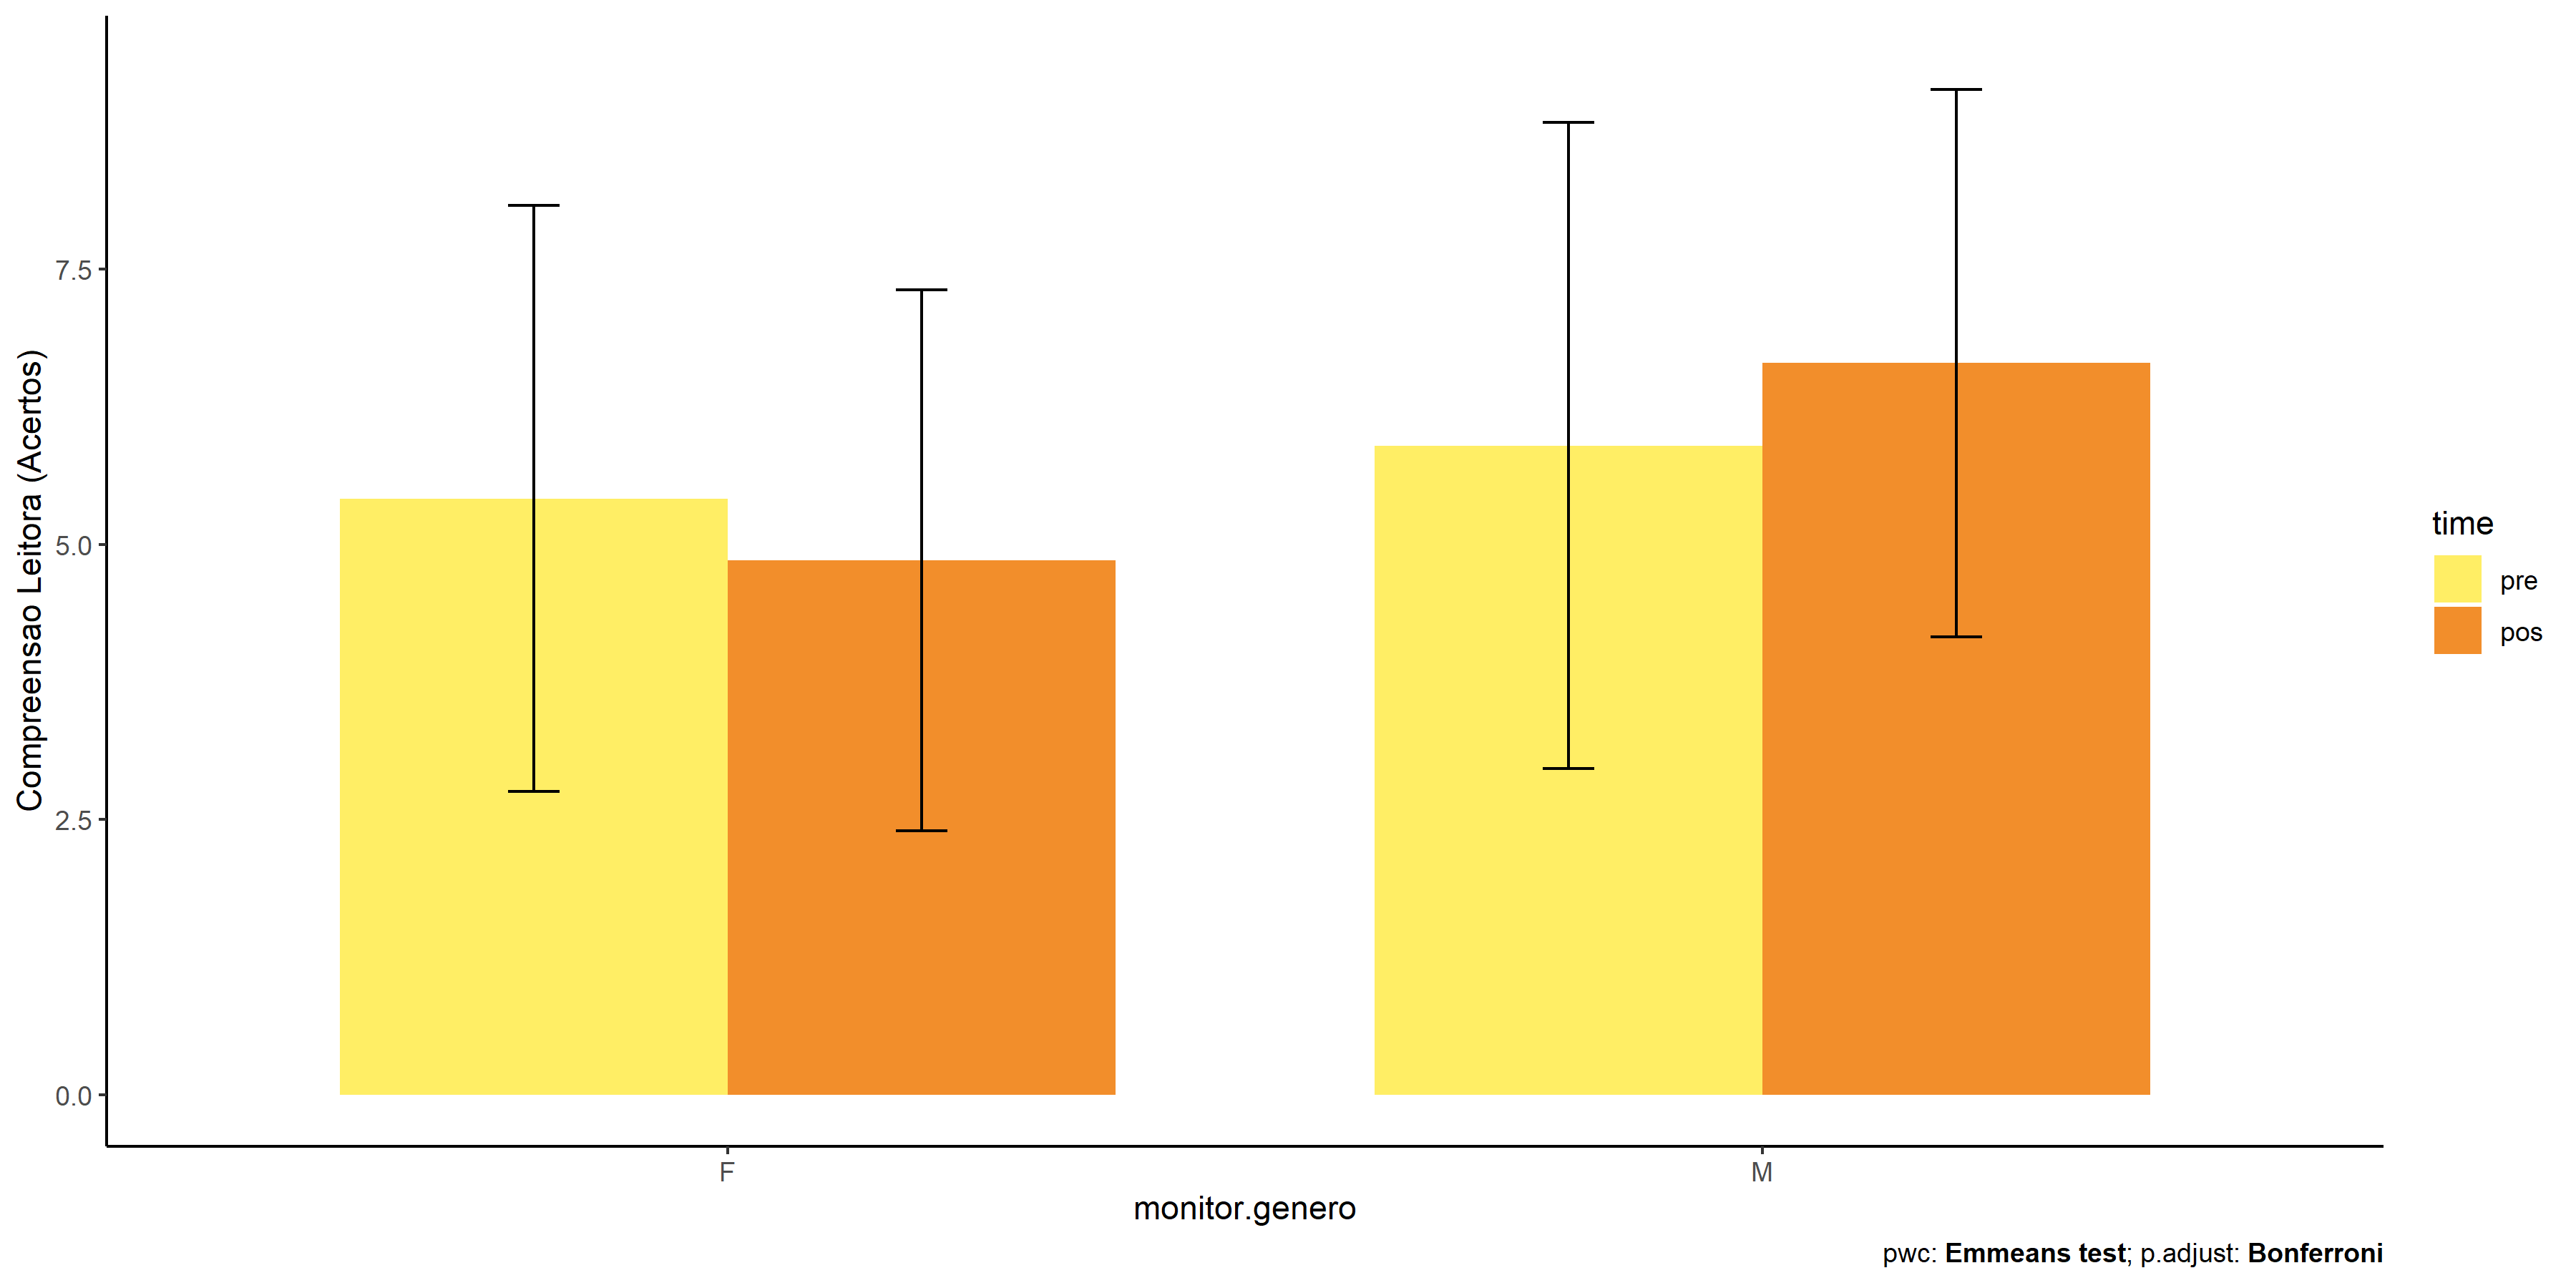 Compreensao Leitora (Acertos)
7.5
5.0
2.5
0.0
F
M
monitor.genero
time
pre
pos
pwc: Emmeans test; p.adjust: Bonferroni